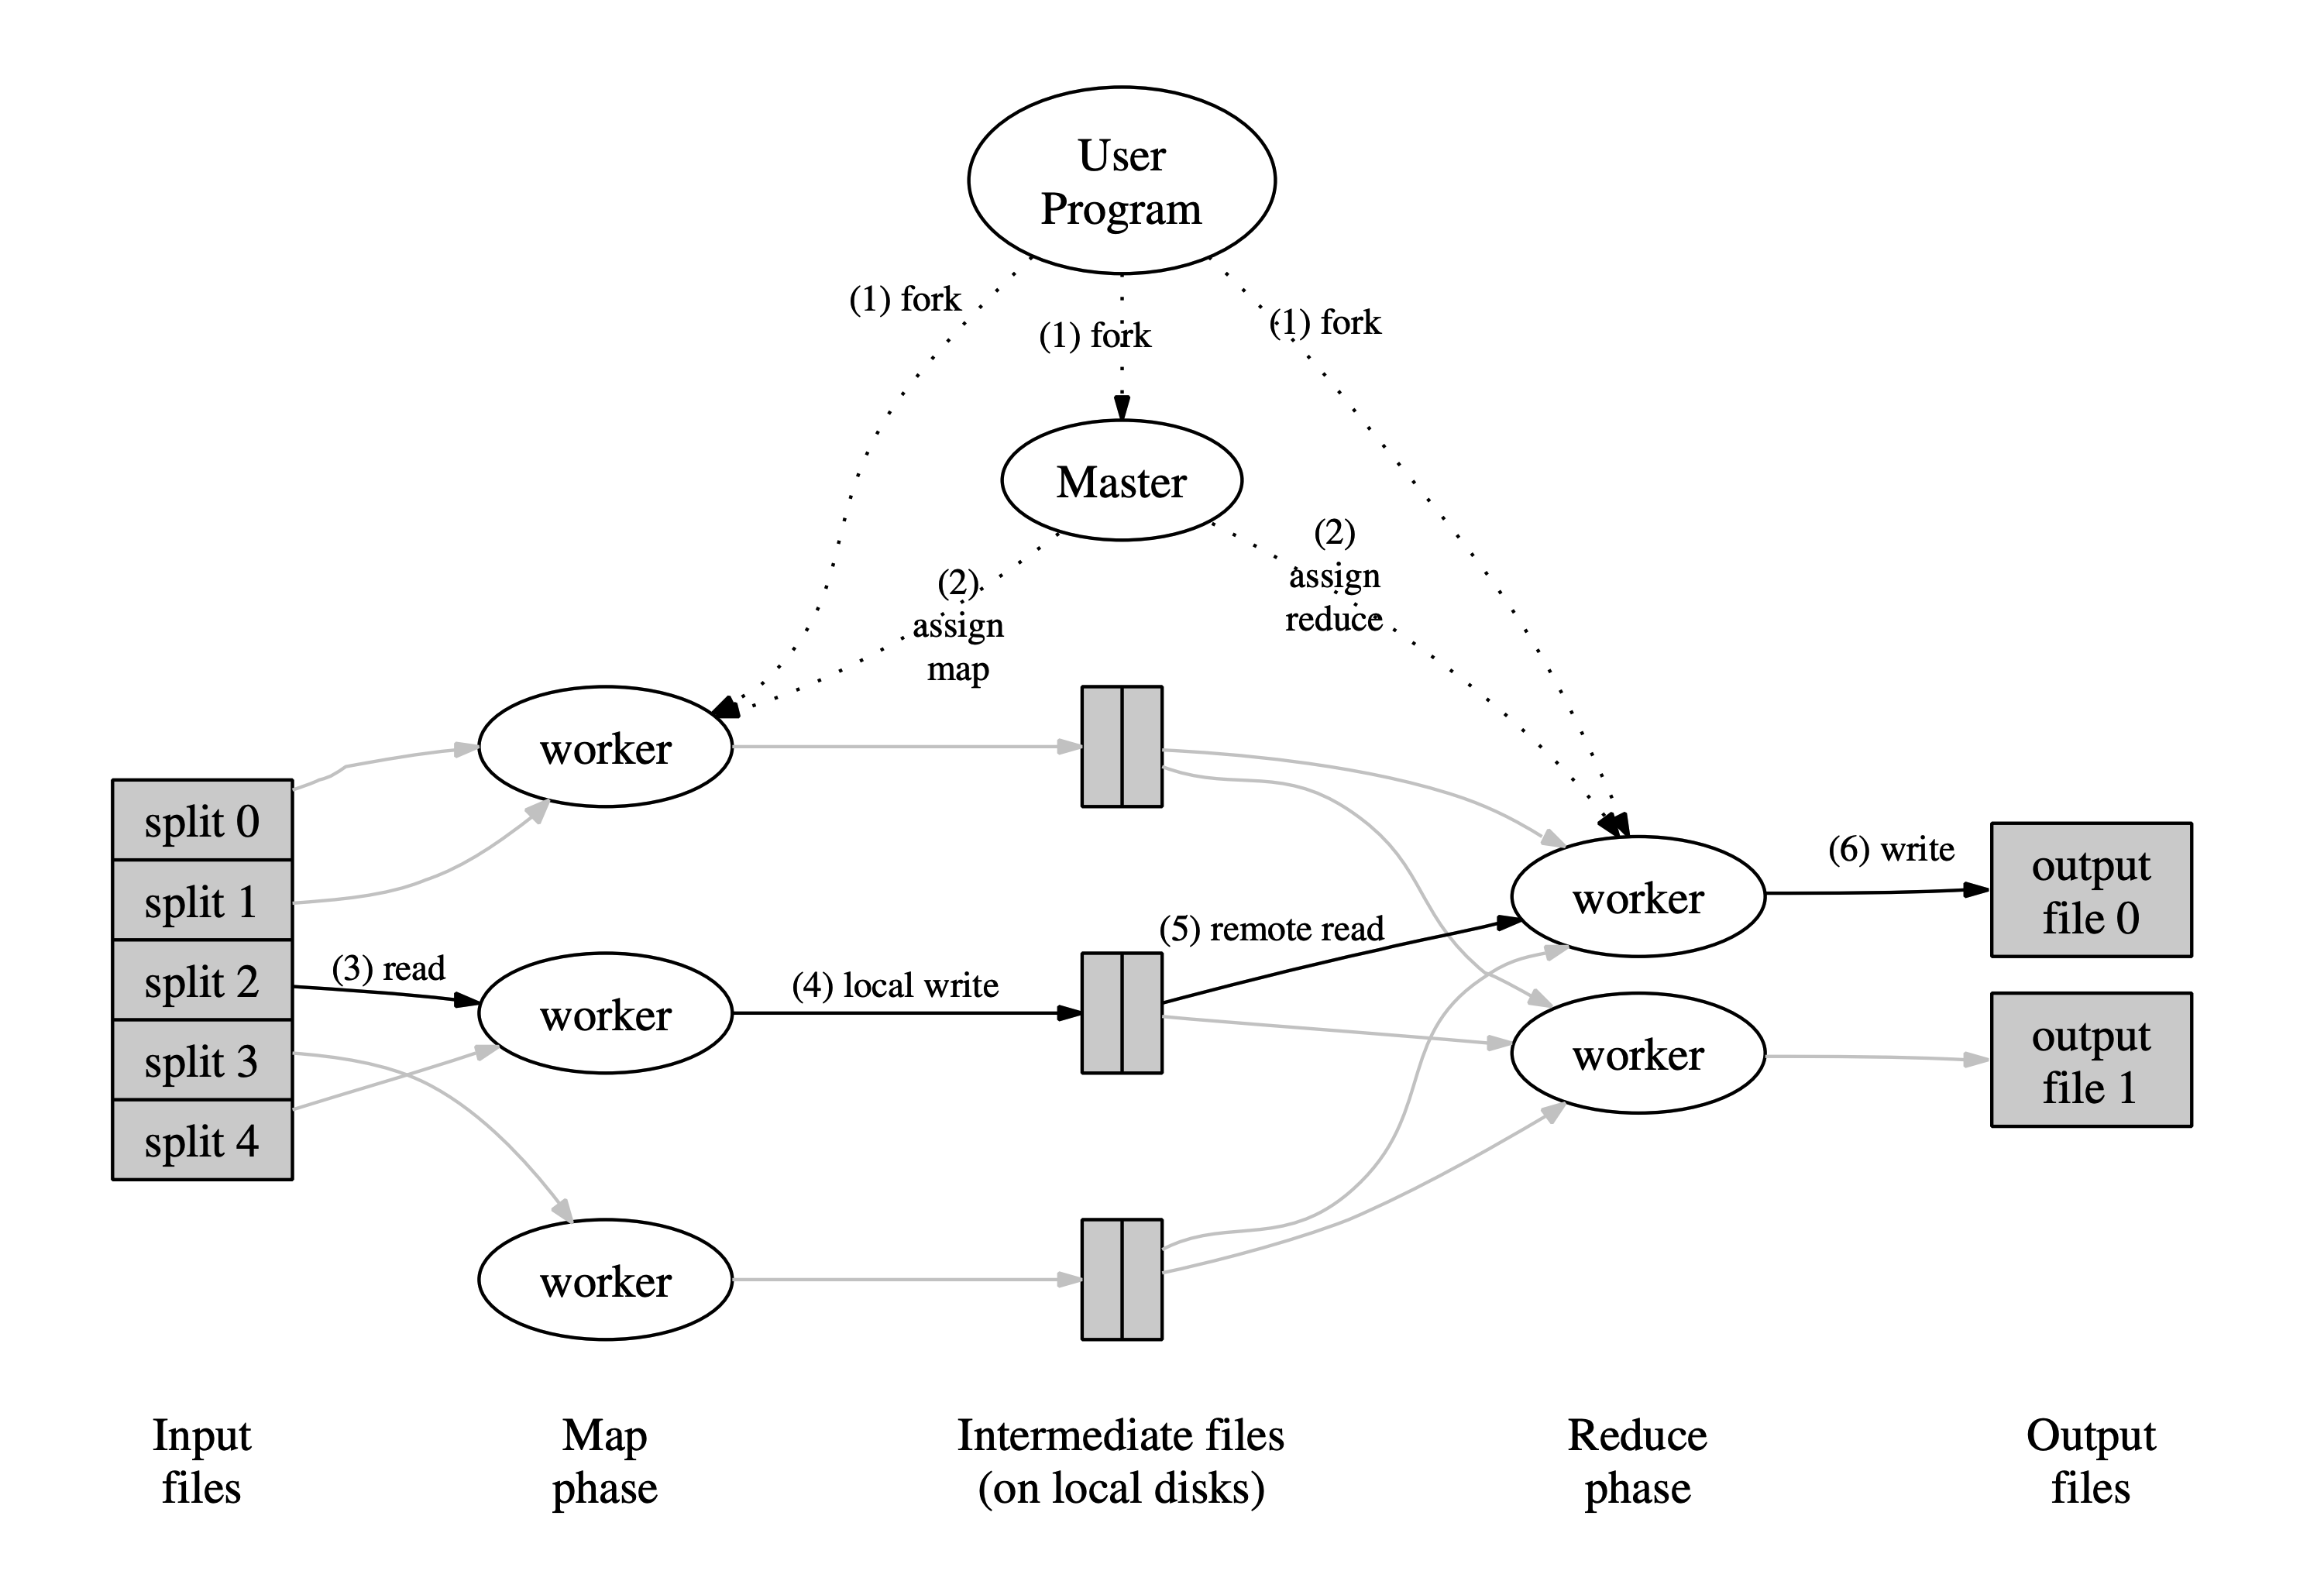 User
Program
(1) fork
(1) fork
(1) fork
Master
(2)
assign
map
(2)
assign
reduce
split 0
split 1
split 2
split 3
split 4
(3) read
worker
worker
worker
(4) local write
(5) remote read
worker
worker
(6) write
output
file 0
output
file 1
Input
files
Map
phase
Intermediate files
(on local disks)
Reduce
phase
Output
files